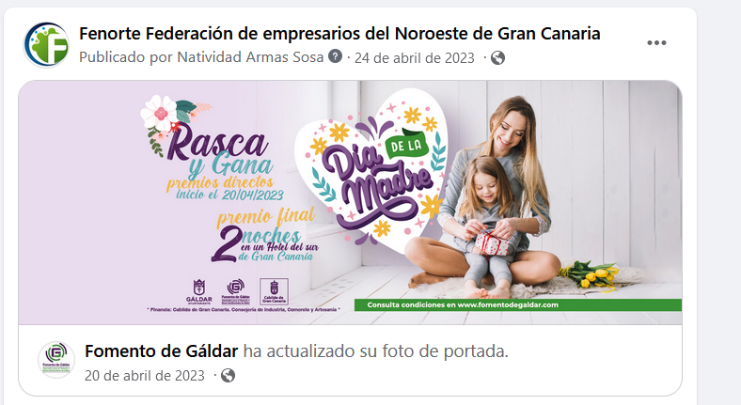 Fenorte Federación de empresarios del Noroeste de Gran Canaria
Publicado por Natividad Armas Sosa ? · 24 de abril de 2023 ·
Rasca
y Gana
premios directos
inicio el 20/04/2023
Día DE LA
Madre
premio final
2 noches
en un Hotel del sur
de Gran Canaria
GÁLDAR
Fomento de Gáldar
Cabildo de
Gran Canaria
* Financia: Cabildo de Gran Canaria. Consejería de Industria, Comercio y Artesanía *
Consulta condiciones en www.fomentodegaldar.com
Fomento de Gáldar ha actualizado su foto de portada.
20 de abril de 2023 ·